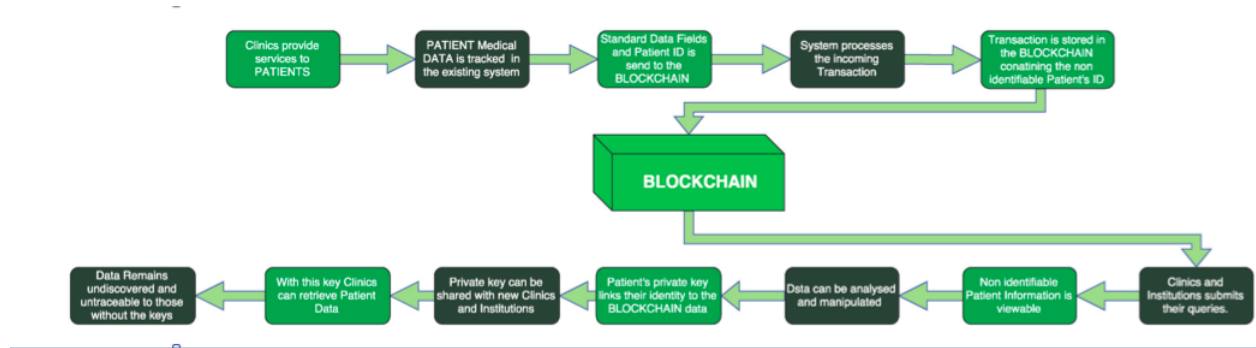 Clinics provide
services to
PATIENTS
PATIENT Medical
DATA is tracked in
the existing system
Standard Data Fields
and Patient ID is
send to the
BLOCKCHAIN
System processes
the incoming
Transaction
Transaction is stored in
the BLOCKCHAIN
conatining the non
identifiable Patient's ID
BLOCKCHAIN
Clinics and
Institutions submits
their queries.
Non identifiable
Patient Information is
viewable
Dsta can be analysed
and manipulated
Patient's private key
links their identity to the
BLOCKCHAIN data
Private key can be
shared with new Clinics
and Institutions
With this key Clinics
can retrieve Patient
Data
Data Remains
undiscovered and
untraceable to those
without the keys